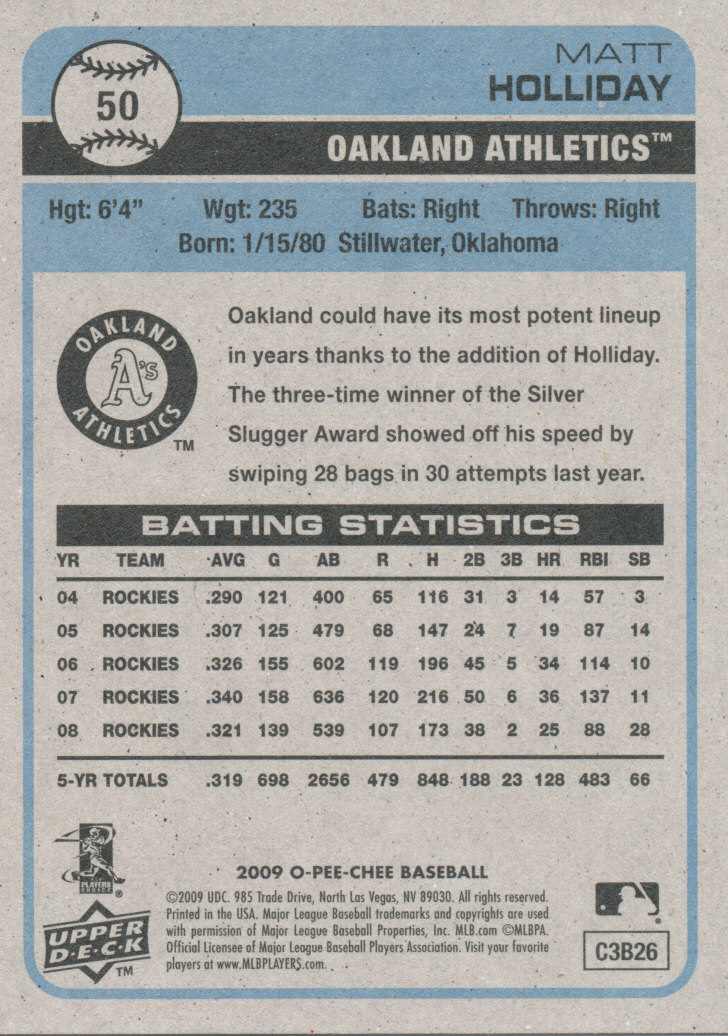 50
MATT
HOLLIDAY
OAKLAND ATHLETICS™
Hgt: 6'4" Wgt: 235 Bats: Right Throws: Right
Born: 1/15/80 Stillwater, Oklahoma
OAKLAND
A's
ATHLETICS
TM
Oakland could have its most potent lineup
in years thanks to the addition of Holliday.
The three-time winner of the Silver
Slugger Award showed off his speed by
swiping 28 bags in 30 attempts last year.
BATTING STATISTICS
YR TEAM AVG G AB R H 2B 3B HR RBI SB
04 ROCKIES .290 121 400 65 116 31 3 14 57 3
05 ROCKIES .307 125 479 68 147 24 7 19 87 14
06 ROCKIES .326 155 602 119 196 45 5 34 114 10
07 ROCKIES .340 158 636 120 216 50 6 36 137 11
08 ROCKIES .321 139 539 107 173 38 2 25 88 28
5-YR TOTALS .319 698 2656 479 848 188 23 128 483 66
PLAYERS
CHOICE
®
2009 O-PEE-CHEE BASEBALL
©2009 UDC. 985 Trade Drive, North Las Vegas, NV 89030. All rights reserved.
Printed in the USA. Major League Baseball trademarks and copyrights are used
with permission of Major League Baseball Properties, Inc. MLB.com ©MLBPA.
Official Licensee of Major League Baseball Players Association. Visit your favorite
players at www.MLBPLAYERS.com.
UPPER
D·E·C·K
TM
®
C3B26